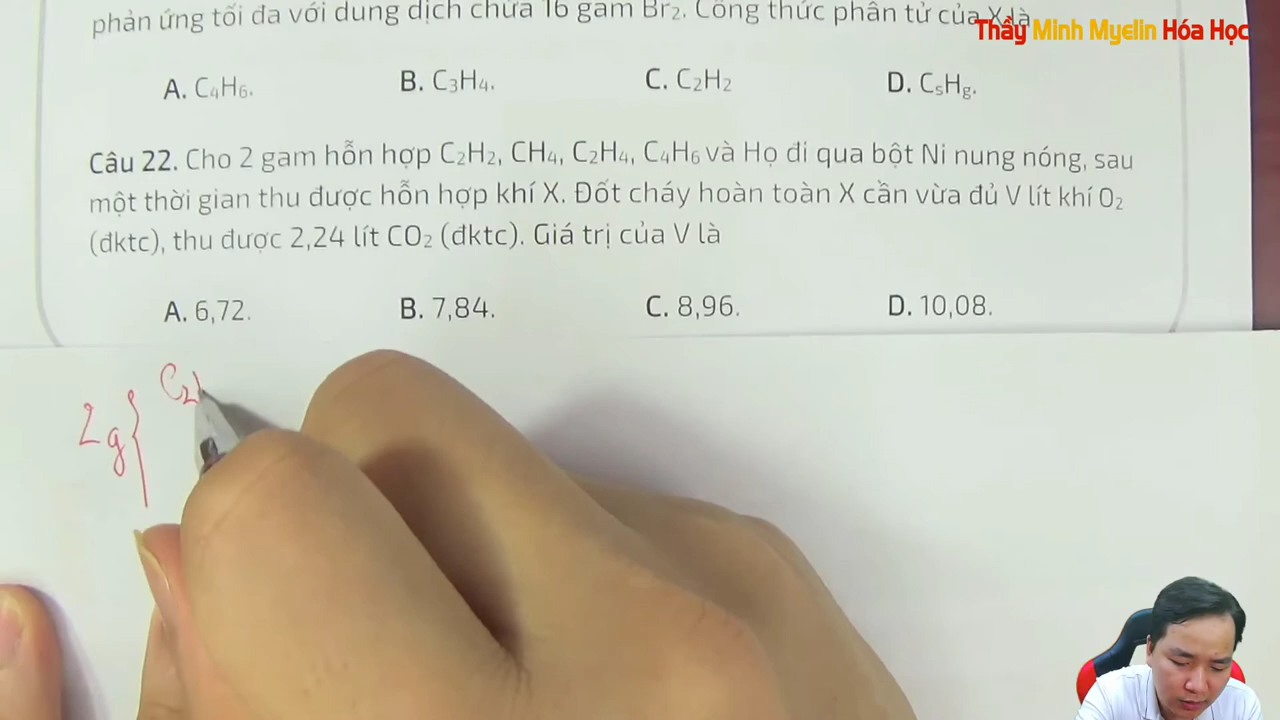 phản ứng tối đa với dung dịch chứa 16 gam Br₂. Công thức phân tử của X là
Thầy Minh Myelin Hóa Học
A. C₄H₆. B. C₃H₄. C. C₂H₂ D. C₅H₈.
Câu 22. Cho 2 gam hỗn hợp C₂H₂, CH₄, C₂H₄, C₄H₆ và Họ đi qua bột Ni nung nóng, sau
một thời gian thu được hỗn hợp khí X. Đốt cháy hoàn toàn X cần vừa đủ V lít khí O₂
(đktc), thu được 2,24 lít CO₂ (đktc). Giá trị của V là
A. 6,72. B. 7,84. C. 8,96. D. 10,08.
2g { C₂